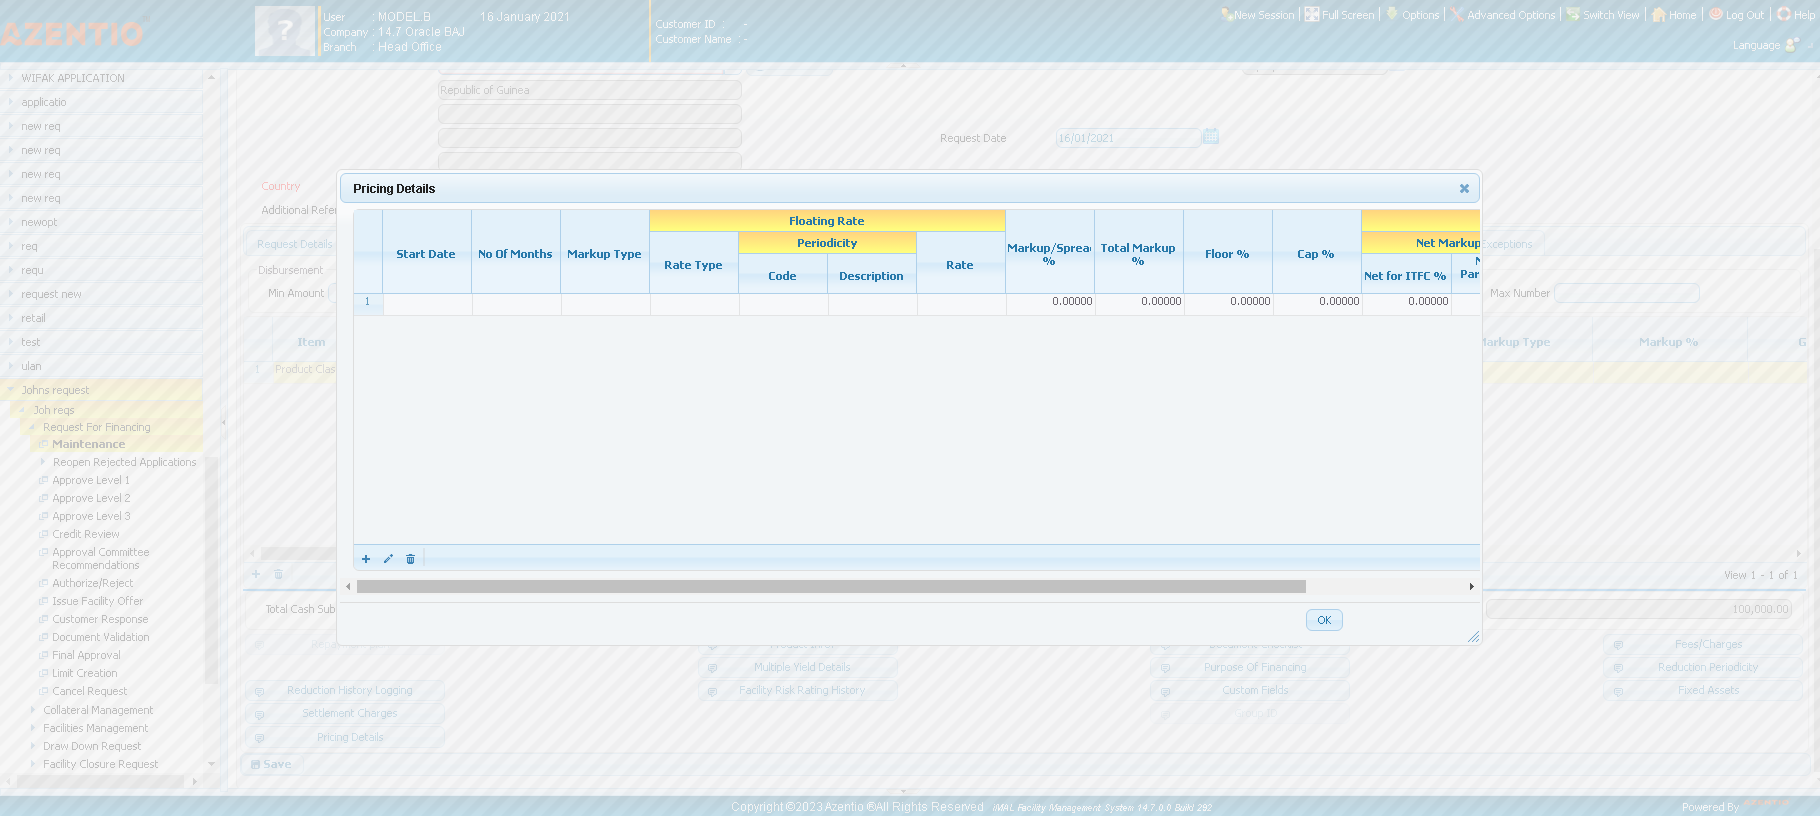 AZENTIO
User : MODEL B 16 January 2021
Company : 14.7 Oracle BAJ
Branch : Head Office
Customer ID : -
Customer Name : -
New Session Full Screen Options Advanced Options Switch View Home Log Out Help
Language
WIFAK APPLICATION
applicatio
new req
new req
new req
new req
newopt
req
requ
request new
retail
test
ulan
Johns request
Joh reqs
Request For Financing
Maintenance
Reopen Rejected Applications
Approve Level 1
Approve Level 2
Approve Level 3
Credit Review
Approval Committee
Recommendations
Authorize/Reject
Issue Facility Offer
Customer Response
Document Validation
Final Approval
Limit Creation
Cancel Request
Collateral Management
Facilities Management
Draw Down Request
Facility Closure Request
Republic of Guinea
Request Date 16/01/2021
Country
Additional Refer
Request Details
Exceptions
Disbursement
Min Amount
Max Number
Item
Markup Type
Markup %
G
1 Product Clas
Pricing Details
Start Date
No Of Months
Markup Type
Floating Rate
Rate Type
Periodicity
Code
Description
Rate
Markup/Sprea
%
Total Markup
%
Floor %
Cap %
Net Markup
Net for ITFC %
Par
1 0.00000 0.00000 0.00000 0.00000 0.00000
OK
View 1 - 1 of 1
Total Cash Sub
100,000.00
Fees/Charges
Multiple Yield Details
Purpose Of Financing
Reduction Periodicity
Reduction History Logging
Facility Risk Rating History
Custom Fields
Fixed Assets
Settlement Charges
Pricing Details
Save
Copyright ©2023 Azentio ®All Rights Reserved iMAL Facility Management System 14.7.0.0 Build 292
Powered By AZENTIO